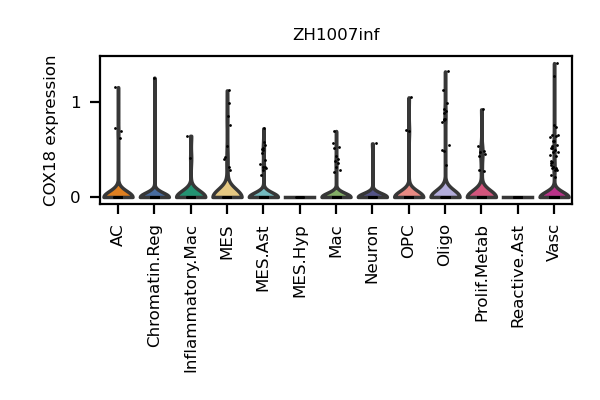 ZH1007inf
COX18 expression
1
0
AC
Chromatin.Reg
Inflammatory.Mac
MES
MES.Ast
MES.Hyp
Mac
Neuron
OPC
Oligo
Prolif.Metab
Reactive.Ast
Vasc